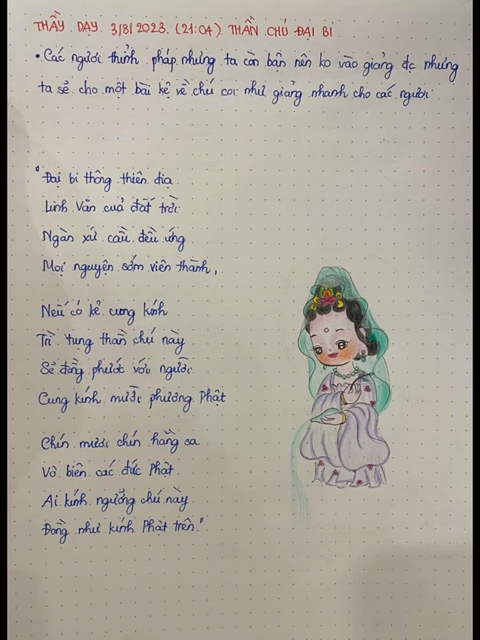 THẦY DẠY 3/8/2023. (21:04). THẦN CHÚ ĐẠI BI
• Các ngươi thỉnh pháp nhưng ta còn bận nên ko vào giảng đc nhưng
ta sẽ cho một bài kệ về chú coi như giảng nhanh cho các ngươi
"Đại bi thông thiên địa
Linh Văn của đất trời
Ngàn xứ cầu đều ứng
Mọi nguyện sớm viên thành,
Nếu có kẻ cung kính
Trì tụng thần chú này
Sẽ đồng phước với người
Cung kính mười phương Phật
Chín mươi chín hằng sa
Vô biên các đức Phật
Ai kính ngưỡng chú này
Đồng như kính Phật trên."